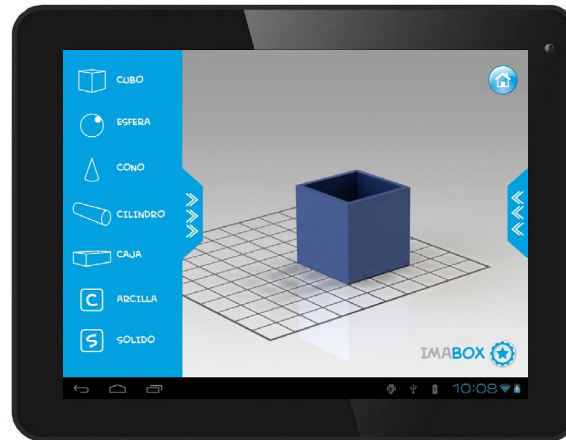 CUBO
ESFERA
CONO
CILINDRO
CAJA
C ARCILLA
S SOLIDO
IMABOX
10:08